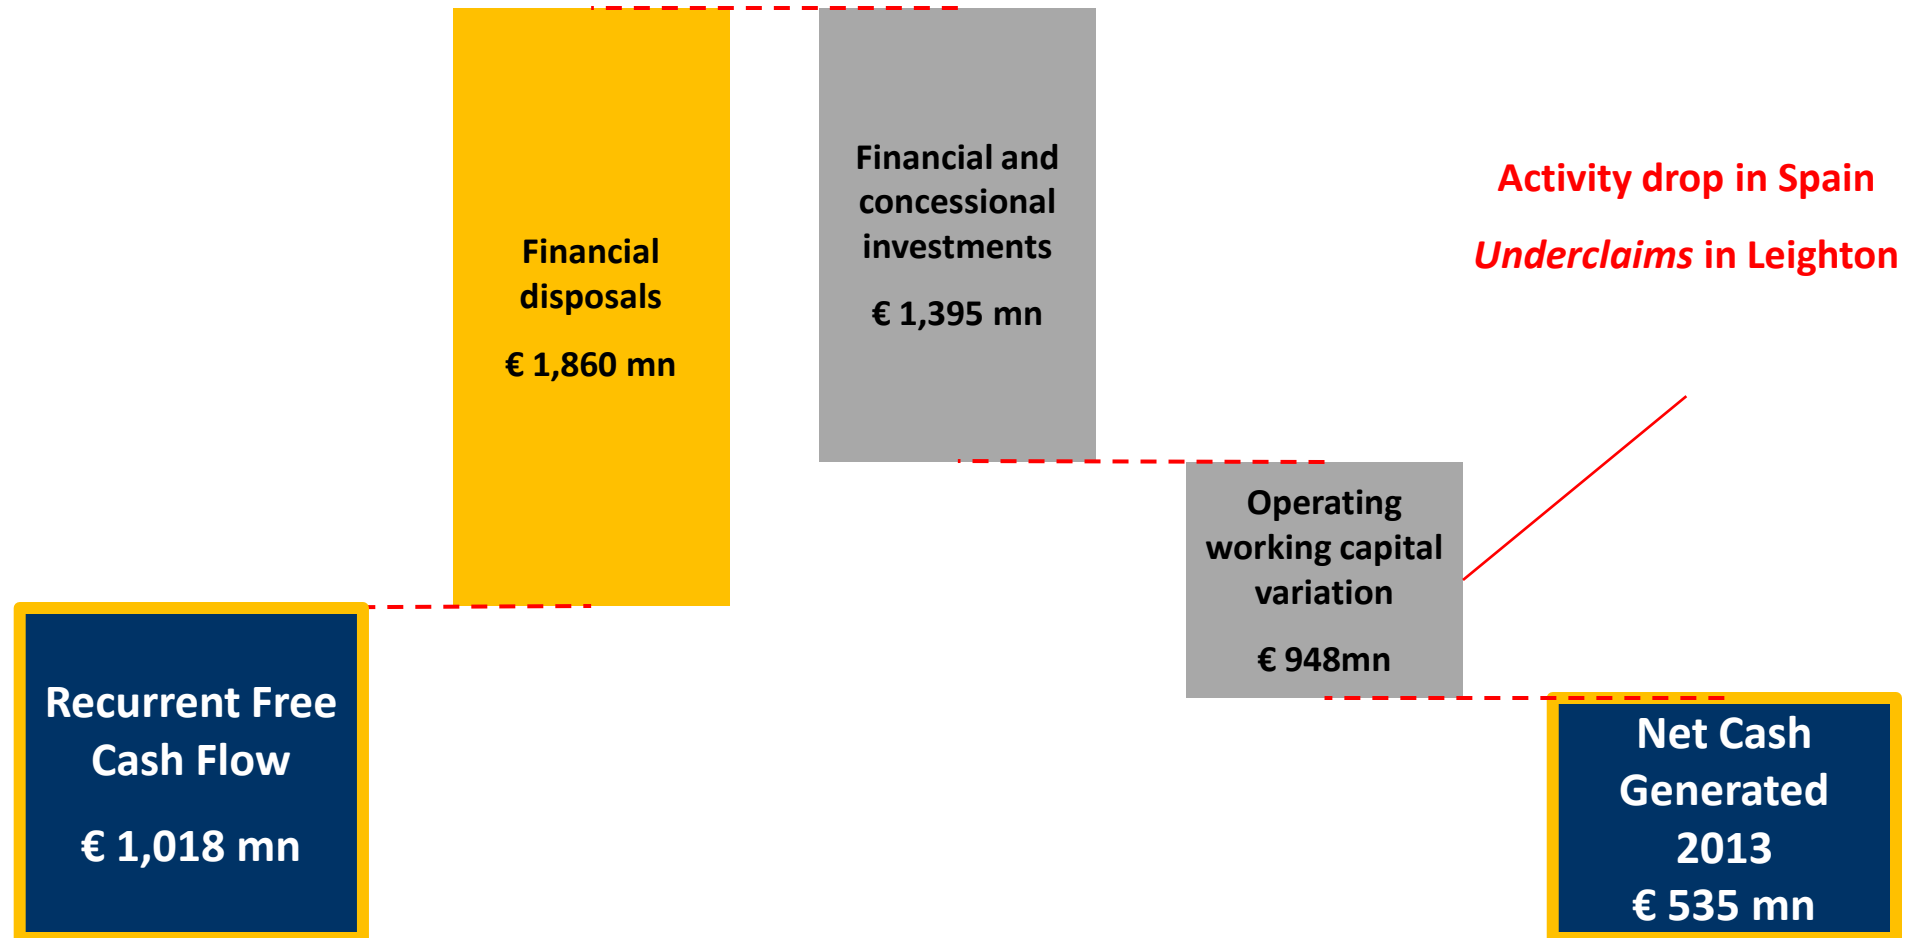 Recurrent Free
Cash Flow
€ 1,018 mn
Financial
disposals
€ 1,860 mn
Financial and
concessional
investments
€ 1,395 mn
Operating
working capital
variation
€ 948mn
Activity drop in Spain
Underclaims in Leighton
Net Cash
Generated
2013
€ 535 mn